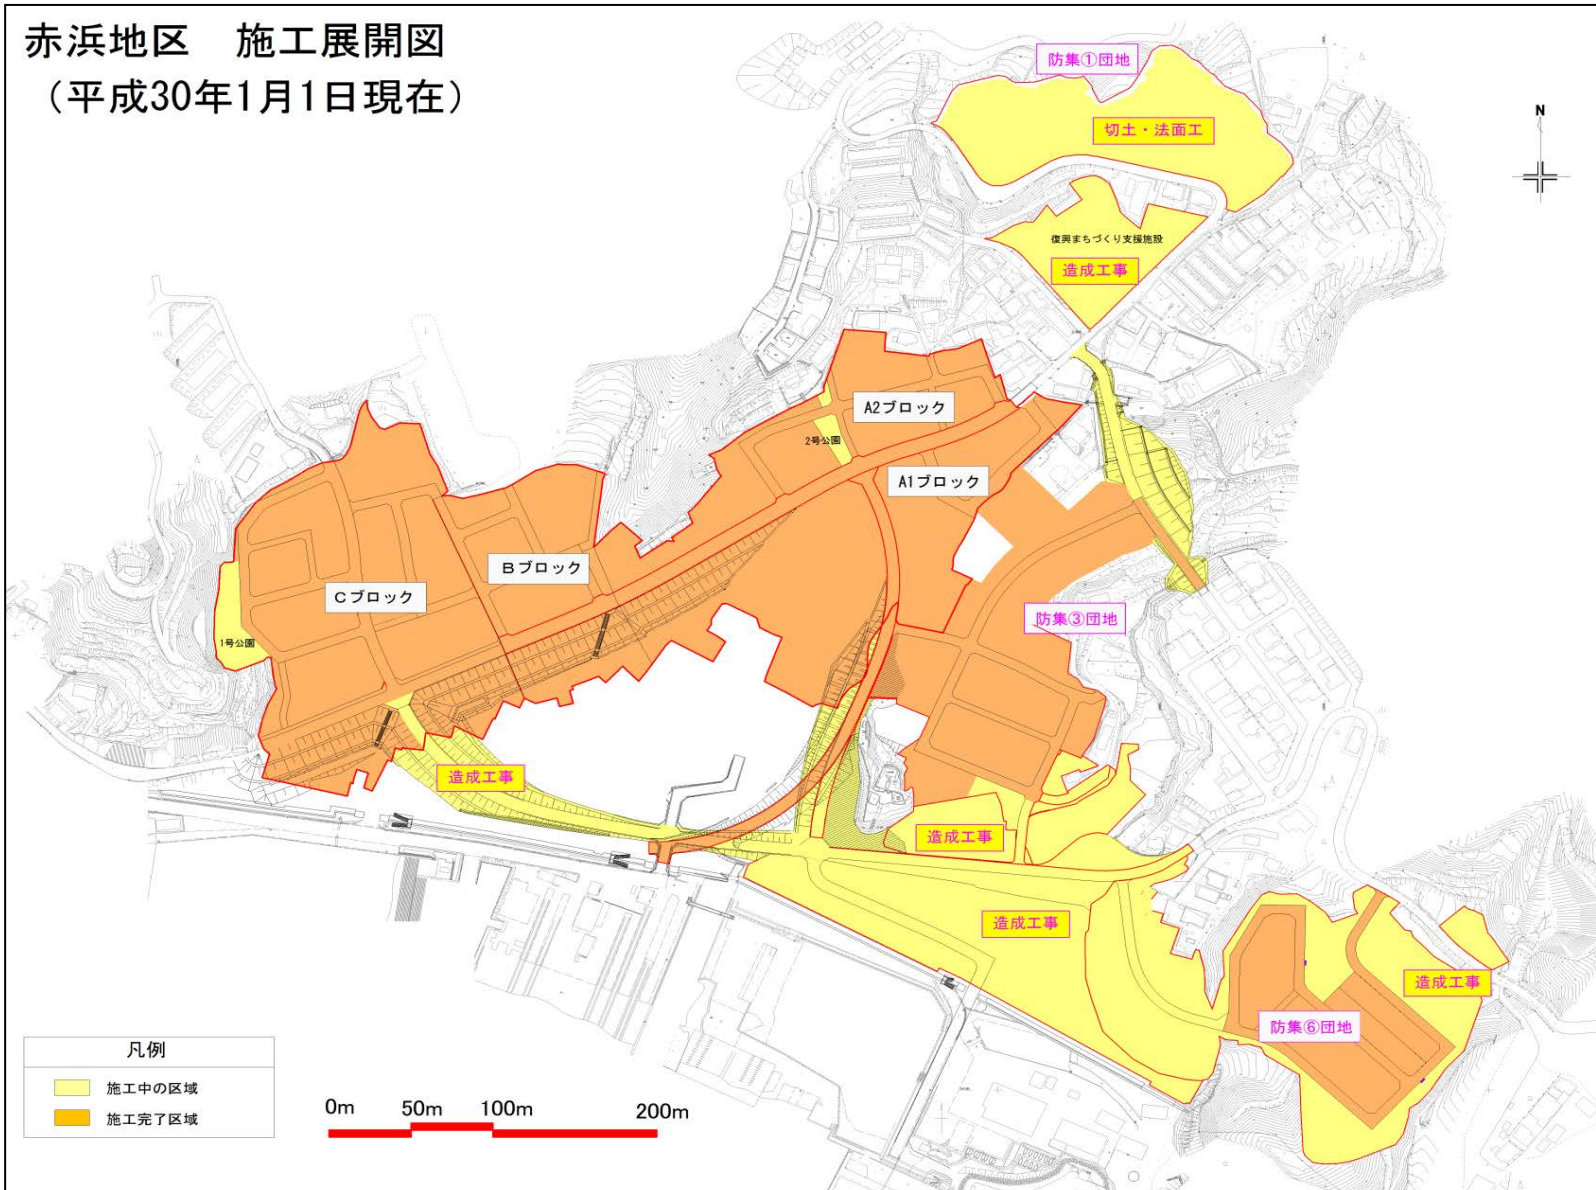 赤浜地区　施工展開図
（平成30年1月1日現在）
防集①団地
N
切土・法面工
復興まちづくり支援施設
造成工事
A2ブロック
2号公園
A1ブロック
Bブロック
Cブロック
防集③団地
1号公園
造成工事
造成工事
造成工事
造成工事
防集⑥団地
凡例
施工中の区域
施工完了区域
0m 50m 100m 200m